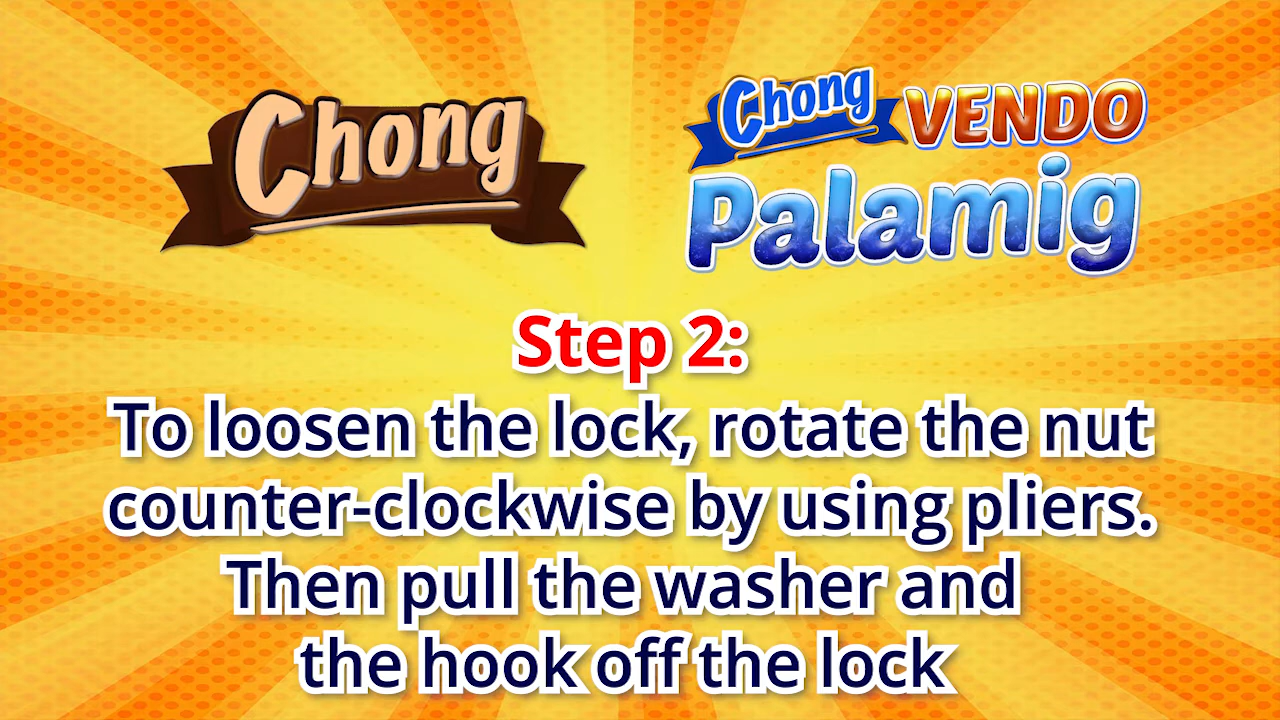 Chong
Chong VENDO
Palamig
Step 2:
To loosen the lock, rotate the nut
counter-clockwise by using pliers.
Then pull the washer and
the hook off the lock